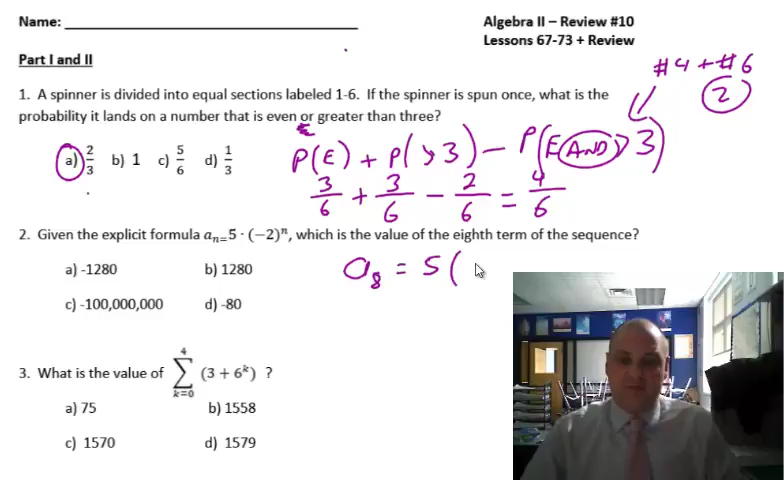 Name: ____________
Algebra II – Review #10
Lessons 67-73 + Review
Part I and II
#4 + #6
2
1. A spinner is divided into equal sections labeled 1-6. If the spinner is spun once, what is the
probability it lands on a number that is even or greater than three?
a) 2/3 b) 1 c) 5/6 d) 1/3
P(E) + P(>3) - P(E AND > 3)
3/6 + 3/6 - 2/6 = 4/6
2. Given the explicit formula aₙ=5 · (−2)ⁿ, which is the value of the eighth term of the sequence?
a) -1280 b) 1280
a₈ = 5 (
c) -100,000,000 d) -80
3. What is the value of ∑ₖ₌₀⁴ (3 + 6ᵏ) ?
a) 75 b) 1558
c) 1570 d) 1579